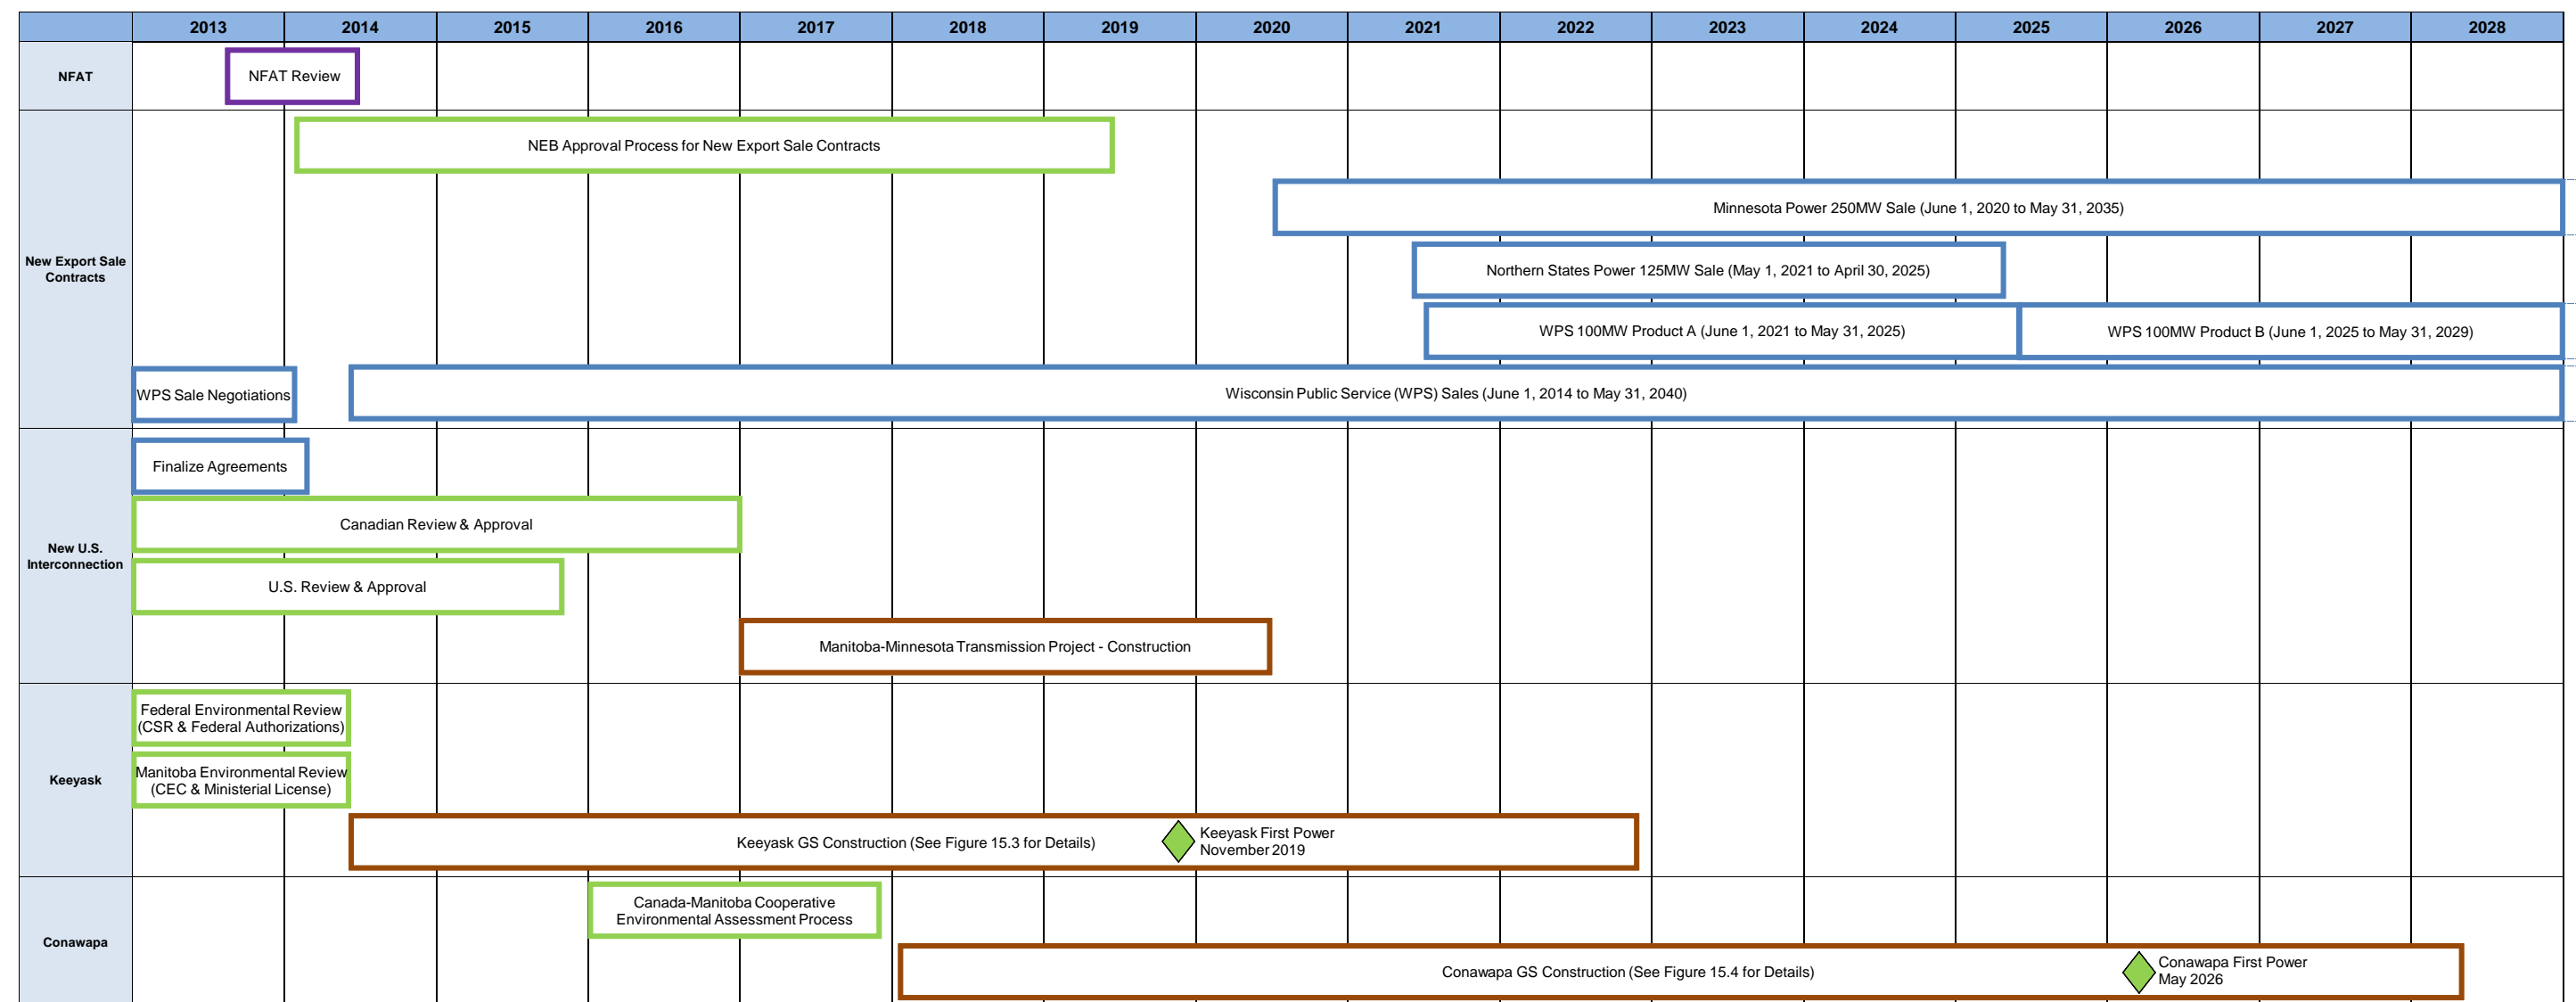 2013 2014 2015 2016 2017 2018 2019 2020 2021 2022 2023 2024 2025 2026 2027 2028
NFAT
NFAT Review
New Export Sale
Contracts
NEB Approval Process for New Export Sale Contracts
Minnesota Power 250MW Sale (June 1, 2020 to May 31, 2035)
Northern States Power 125MW Sale (May 1, 2021 to April 30, 2025)
WPS 100MW Product A (June 1, 2021 to May 31, 2025)
WPS 100MW Product B (June 1, 2025 to May 31, 2029)
WPS Sale Negotiations
Wisconsin Public Service (WPS) Sales (June 1, 2014 to May 31, 2040)
New U.S.
Interconnection
Finalize Agreements
Canadian Review & Approval
U.S. Review & Approval
Manitoba-Minnesota Transmission Project - Construction
Keeyask
Federal Environmental Review
(CSR & Federal Authorizations)
Manitoba Environmental Review
(CEC & Ministerial License)
Keeyask GS Construction (See Figure 15.3 for Details)
Keeyask First Power
November 2019
Conawapa
Canada-Manitoba Cooperative
Environmental Assessment Process
Conawapa GS Construction (See Figure 15.4 for Details)
Conawapa First Power
May 2026